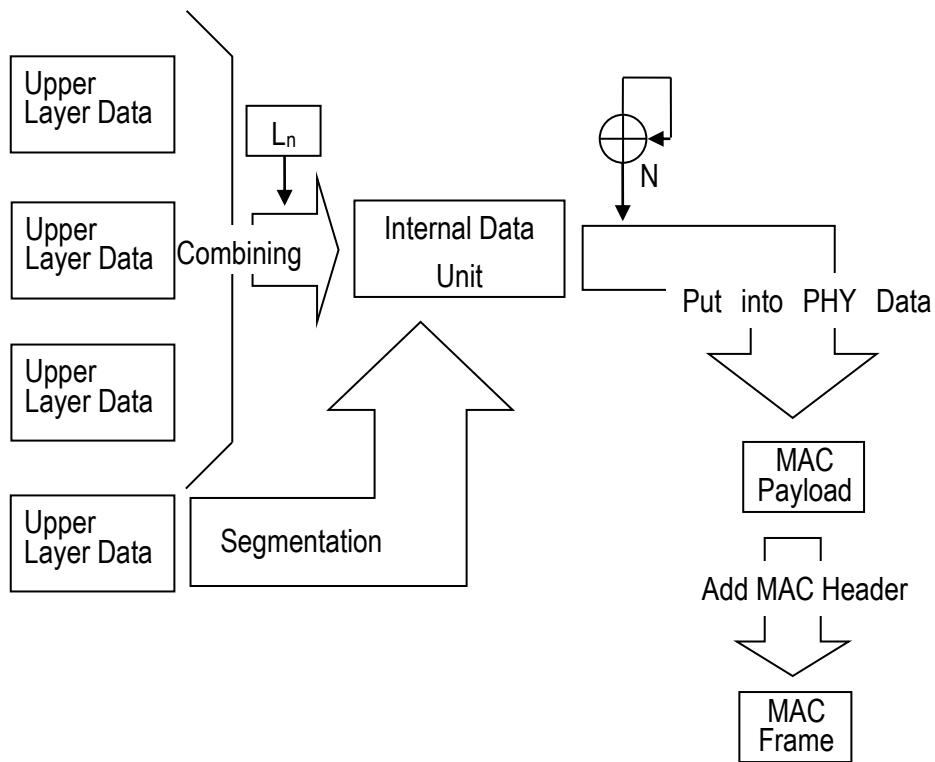 Upper
Layer Data
Upper
Layer Data
Upper
Layer Data
Upper
Layer Data
Combining
Ln
Segmentation
Internal Data
Unit
N
Put into PHY Data
MAC
Payload
Add MAC Header
MAC
Frame